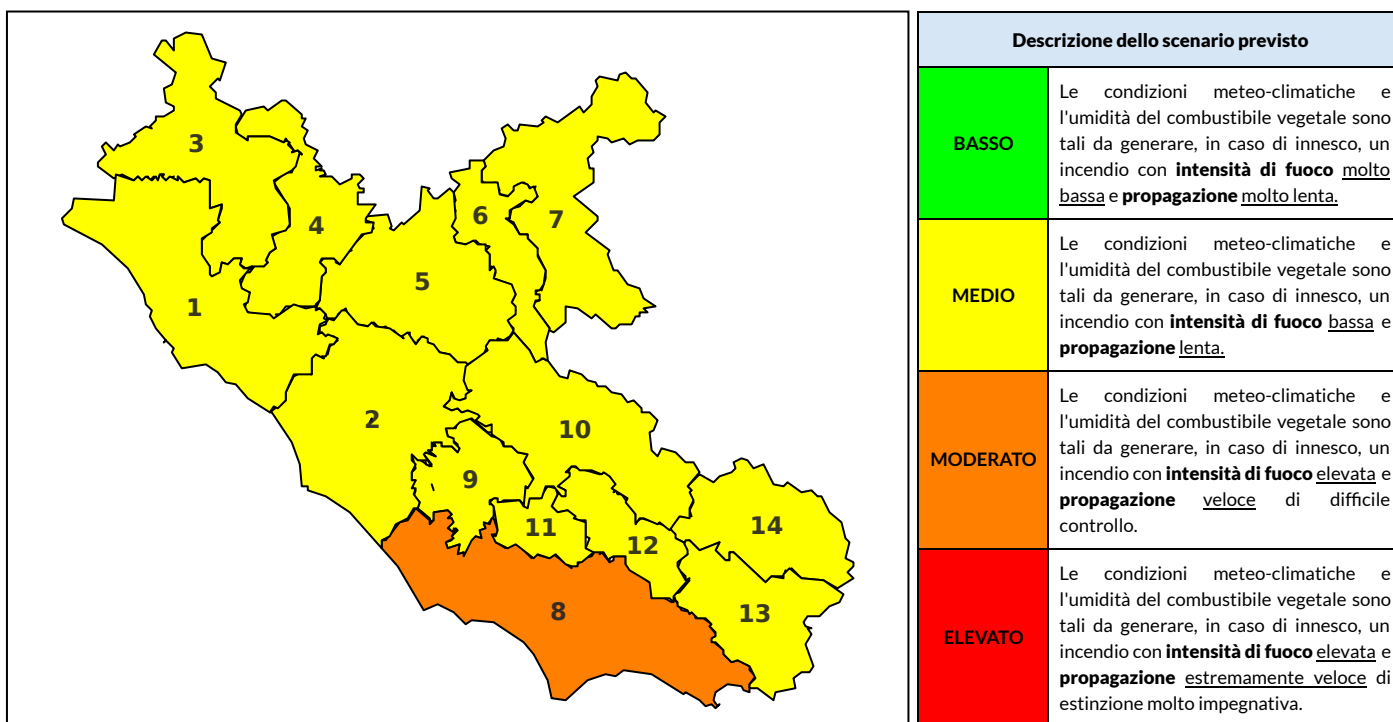 3
4
6
7
5
1
2
10
9
14
11
12
8
13
Descrizione dello scenario previsto
BASSO
Le condizioni meteo-climatiche e
l'umidità del combustibile vegetale sono
tali da generare, in caso di innesco, un
incendio con intensità di fuoco molto
bassa e propagazione molto lenta.
MEDIO
Le condizioni meteo-climatiche e
l'umidità del combustibile vegetale sono
tali da generare, in caso di innesco, un
incendio con intensità di fuoco bassa e
propagazione lenta.
MODERATO
Le condizioni meteo-climatiche e
l'umidità del combustibile vegetale sono
tali da generare, in caso di innesco, un
incendio con intensità di fuoco elevata e
propagazione veloce di difficile
controllo.
ELEVATO
Le condizioni meteo-climatiche e
l'umidità del combustibile vegetale sono
tali da generare, in caso di innesco, un
incendio con intensità di fuoco elevata e
propagazione estremamente veloce di
estinzione molto impegnativa.